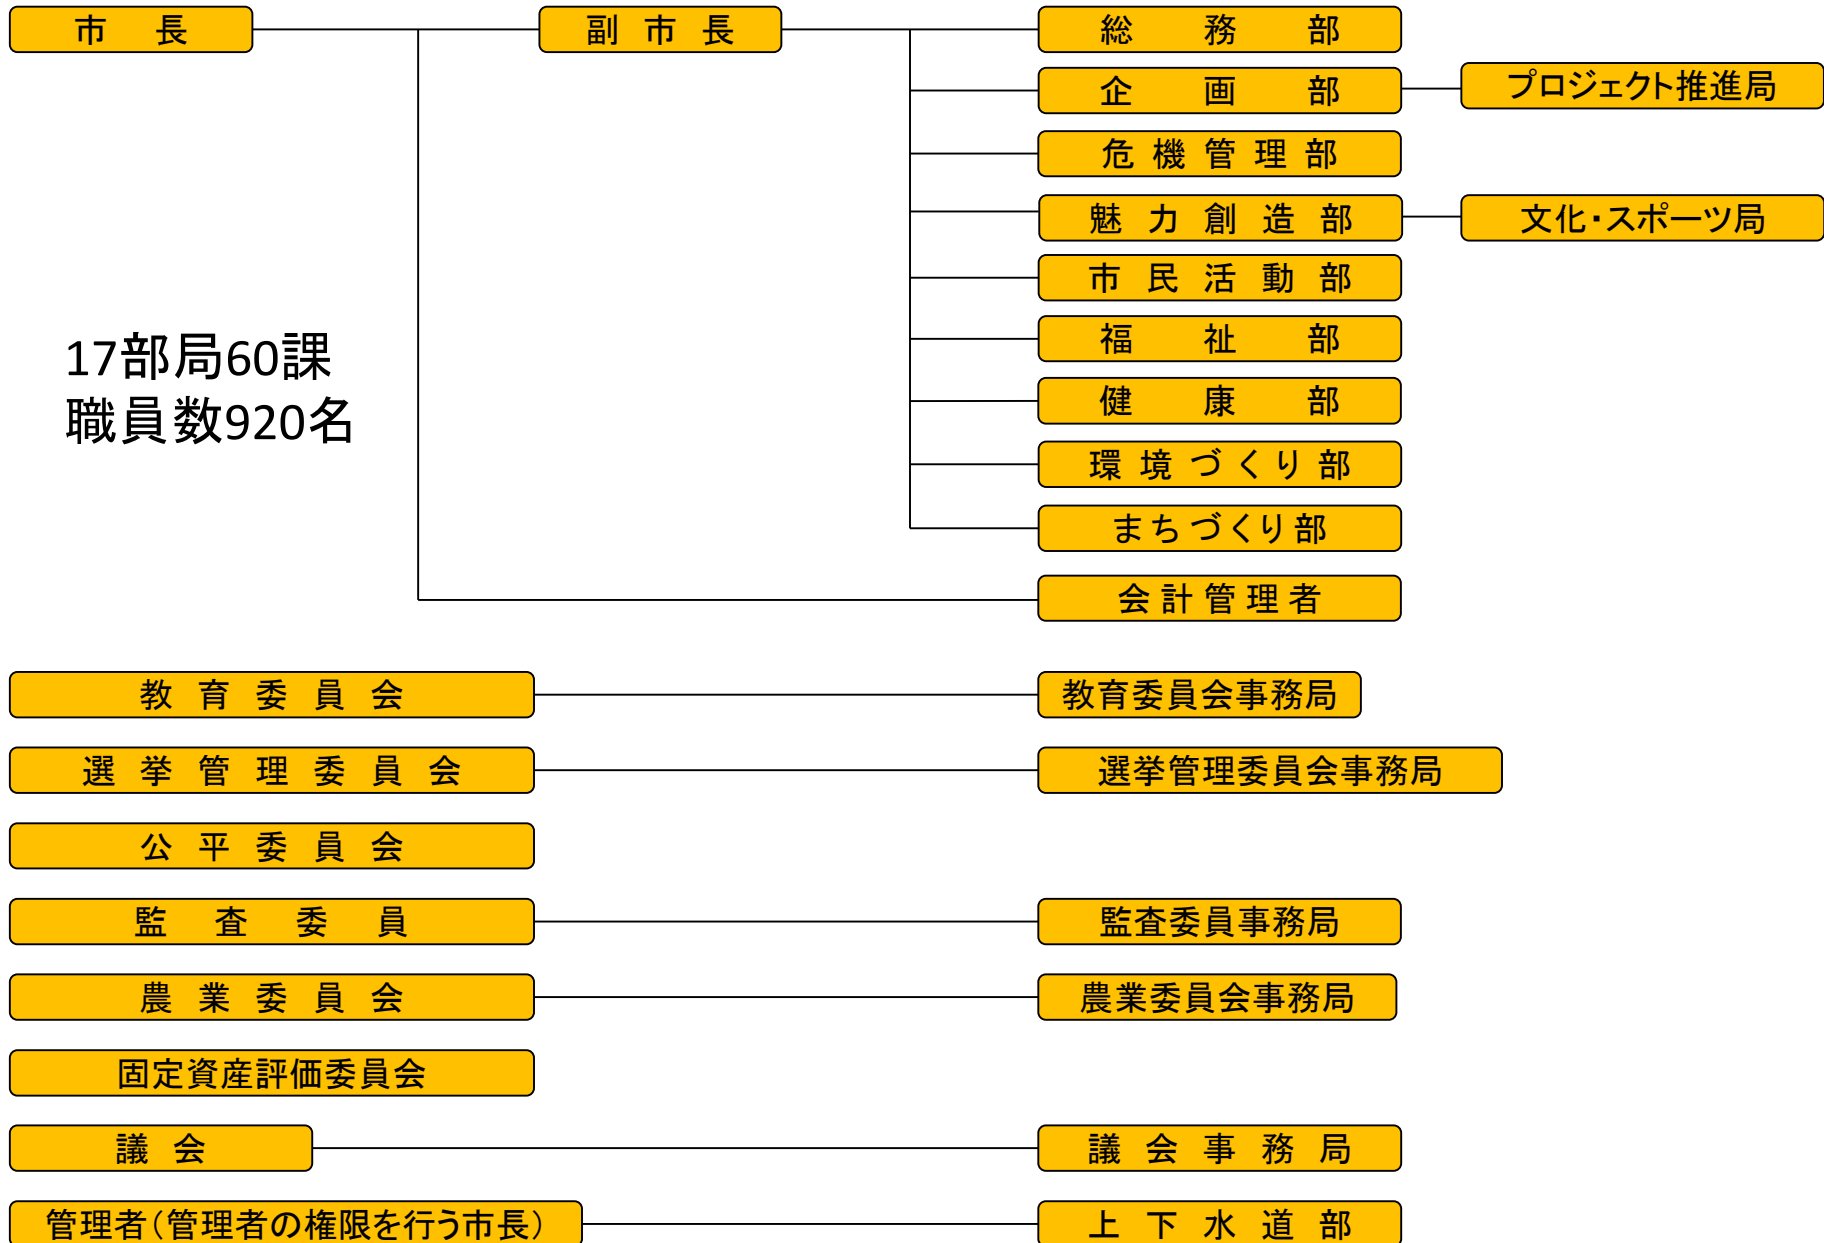 市長
副市長
総務部
企画部
プロジェクト推進局
危機管理部
魅力創造部
文化・スポーツ局
市民活動部
福祉部
健康部
環境づくり部
まちづくり部
会計管理者
17部局60課
職員数920名
教育委員会
教育委員会事務局
選挙管理委員会
選挙管理委員会事務局
公平委員会
監査委員
監査委員事務局
農業委員会
農業委員会事務局
固定資産評価委員会
議会
議会事務局
管理者（管理者の権限を行う市長）
上下水道部